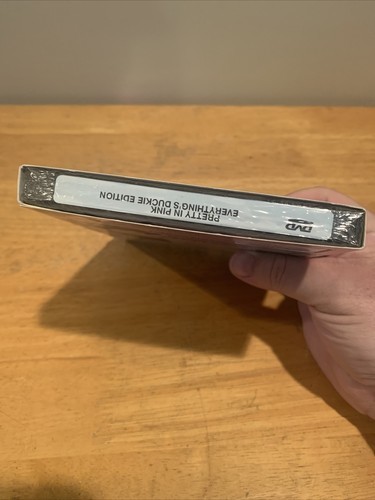 DVD
PRETTY IN PINK
EVERYTHING'S DUCKIE EDITION